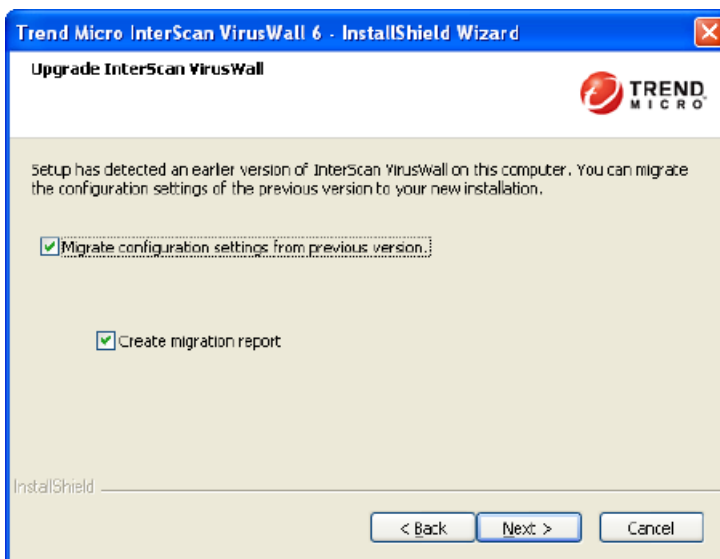 Trend Micro InterScan VirusWall 6 - InstallShield Wizard
Upgrade InterScan VirusWall
TREND
MICRO
Setup has detected an earlier version of InterScan VirusWall on this computer. You can migrate
the configuration settings of the previous version to your new installation.
Migrate configuration settings from previous version.
Create migration report
InstallShield
< Back
Next >
Cancel